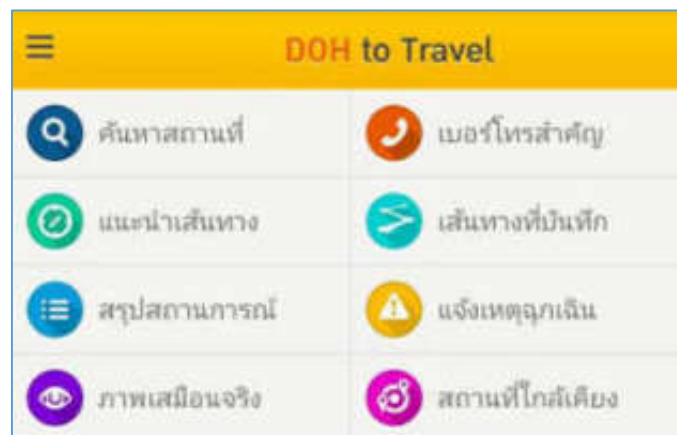 DOH to Travel
ค้นหาสถานที่
เบอร์โทรสำคัญ
แนะนำเส้นทาง
เส้นทางที่บันทึก
สรุปสถานการณ์
แจ้งเหตุฉุกเฉิน
ภาพเสมือนจริง
สถานที่ใกล้เคียง